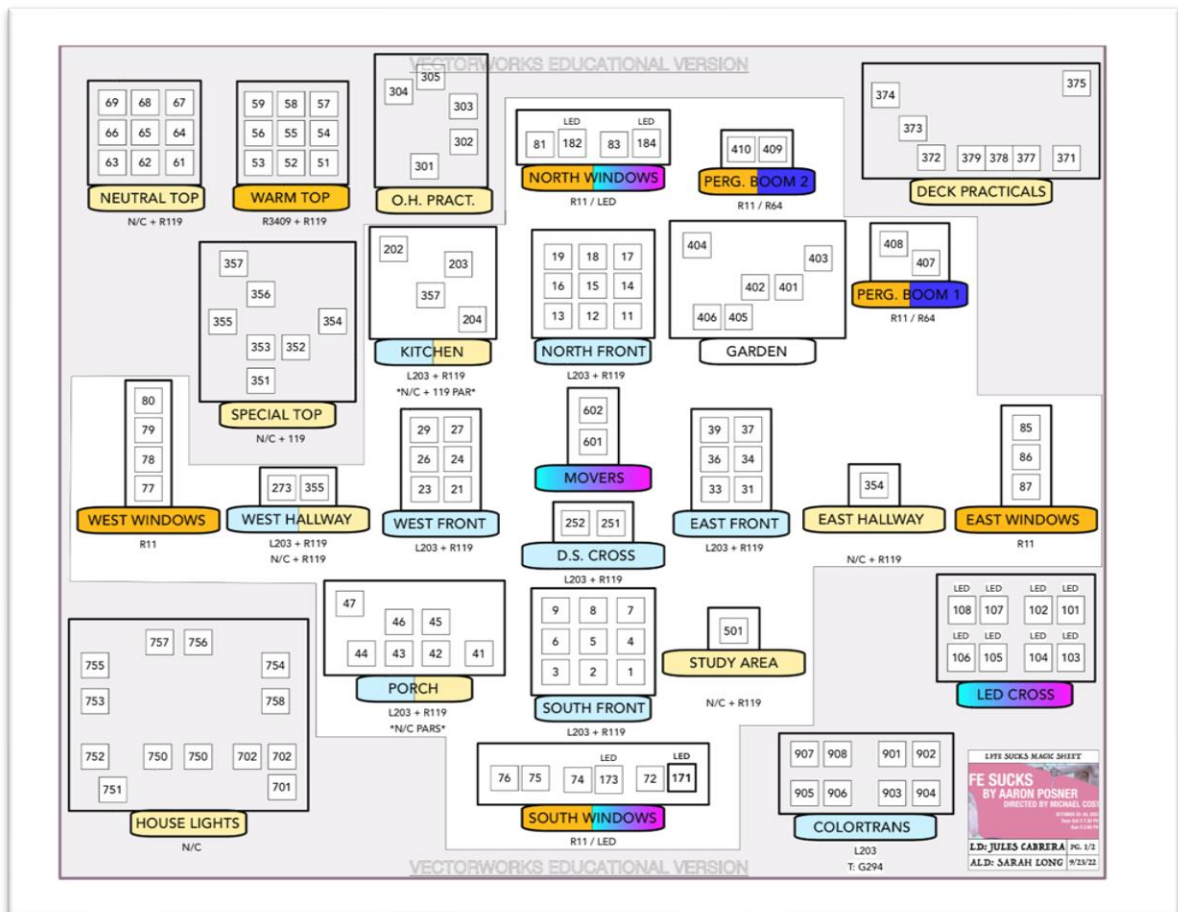 VECTORWORKS EDUCATIONAL VERSION
69 68 67
66 65 64
63 62 61
NEUTRAL TOP
N/C + R119
59 58 57
56 55 54
53 52 51
WARM TOP
R3409 + R119
305
304
303
302
301
O.H. PRACT.
LED LED
81 182 83 184
NORTH WINDOWS
R11 / LED
410 409
PERG. BOOM 2
R11 / R64
375
374
373
372 379 378 377 371
DECK PRACTICALS
357
356
355 354
353 352
351
SPECIAL TOP
N/C + 119
202
203
357
204
KITCHEN
L203 + R119
*N/C + 119 PAR*
19 18 17
16 15 14
13 12 11
NORTH FRONT
L203 + R119
404
403
402 401
406 405
GARDEN
408
407
PERG. BOOM 1
R11 / R64
80
79
78
77
WEST WINDOWS
R11
273 355
WEST HALLWAY
L203 + R119
N/C + R119
29 27
26 24
23 21
WEST FRONT
L203 + R119
602
601
MOVERS
252 251
D.S. CROSS
L203 + R119
39 37
36 34
33 31
EAST FRONT
L203 + R119
354
EAST HALLWAY
N/C + R119
85
86
87
EAST WINDOWS
R11
757 756
755 754
753 758
752 750 750 702 702
751 701
HOUSE LIGHTS
N/C
47
46 45
44 43 42 41
PORCH
L203 + R119
*N/C PARS*
9 8 7
6 5 4
3 2 1
SOUTH FRONT
L203 + R119
501
STUDY AREA
N/C + R119
LED LED LED LED
108 107 102 101
LED LED LED LED
106 105 104 103
LED CROSS
LED LED
76 75 74 173 72 171
SOUTH WINDOWS
R11 / LED
907 908 901 902
905 906 903 904
COLORTRANS
L203
T: G294
LYFE SUCKS MAGIC SHEET
FE SUCKS
BY AARON POSNER
DIRECTED BY MICHAEL COST
LD: JULES CABRERA PG. 1/2
ALD: SARAH LONG 9/23/22
VECTORWORKS EDUCATIONAL VERSION